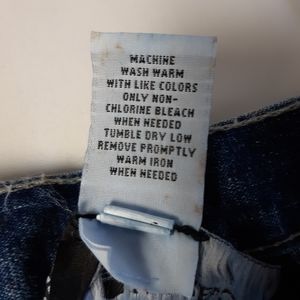 MACHINE
WASH WARM
WITH LIKE COLORS
ONLY NON-
CHLORINE BLEACH
WHEN NEEDED
TUMBLE DRY LOW
REMOVE PROMPTLY
WARM IRON
WHEN NEEDED